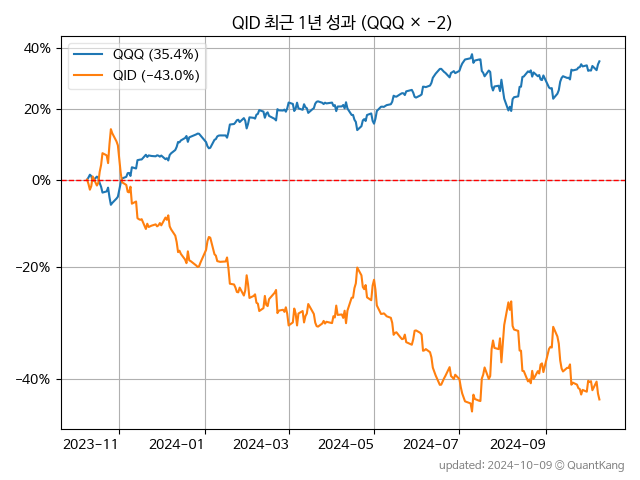 QID 최근 1년 성과 (QQQ × −2)
QQQ (35.4%)
QID (−43.0%)
40%
20%
0%
−20%
−40%
2023-11 2024-01 2024-03 2024-05 2024-07 2024-09
updated: 2024-10-09 © QuantKang